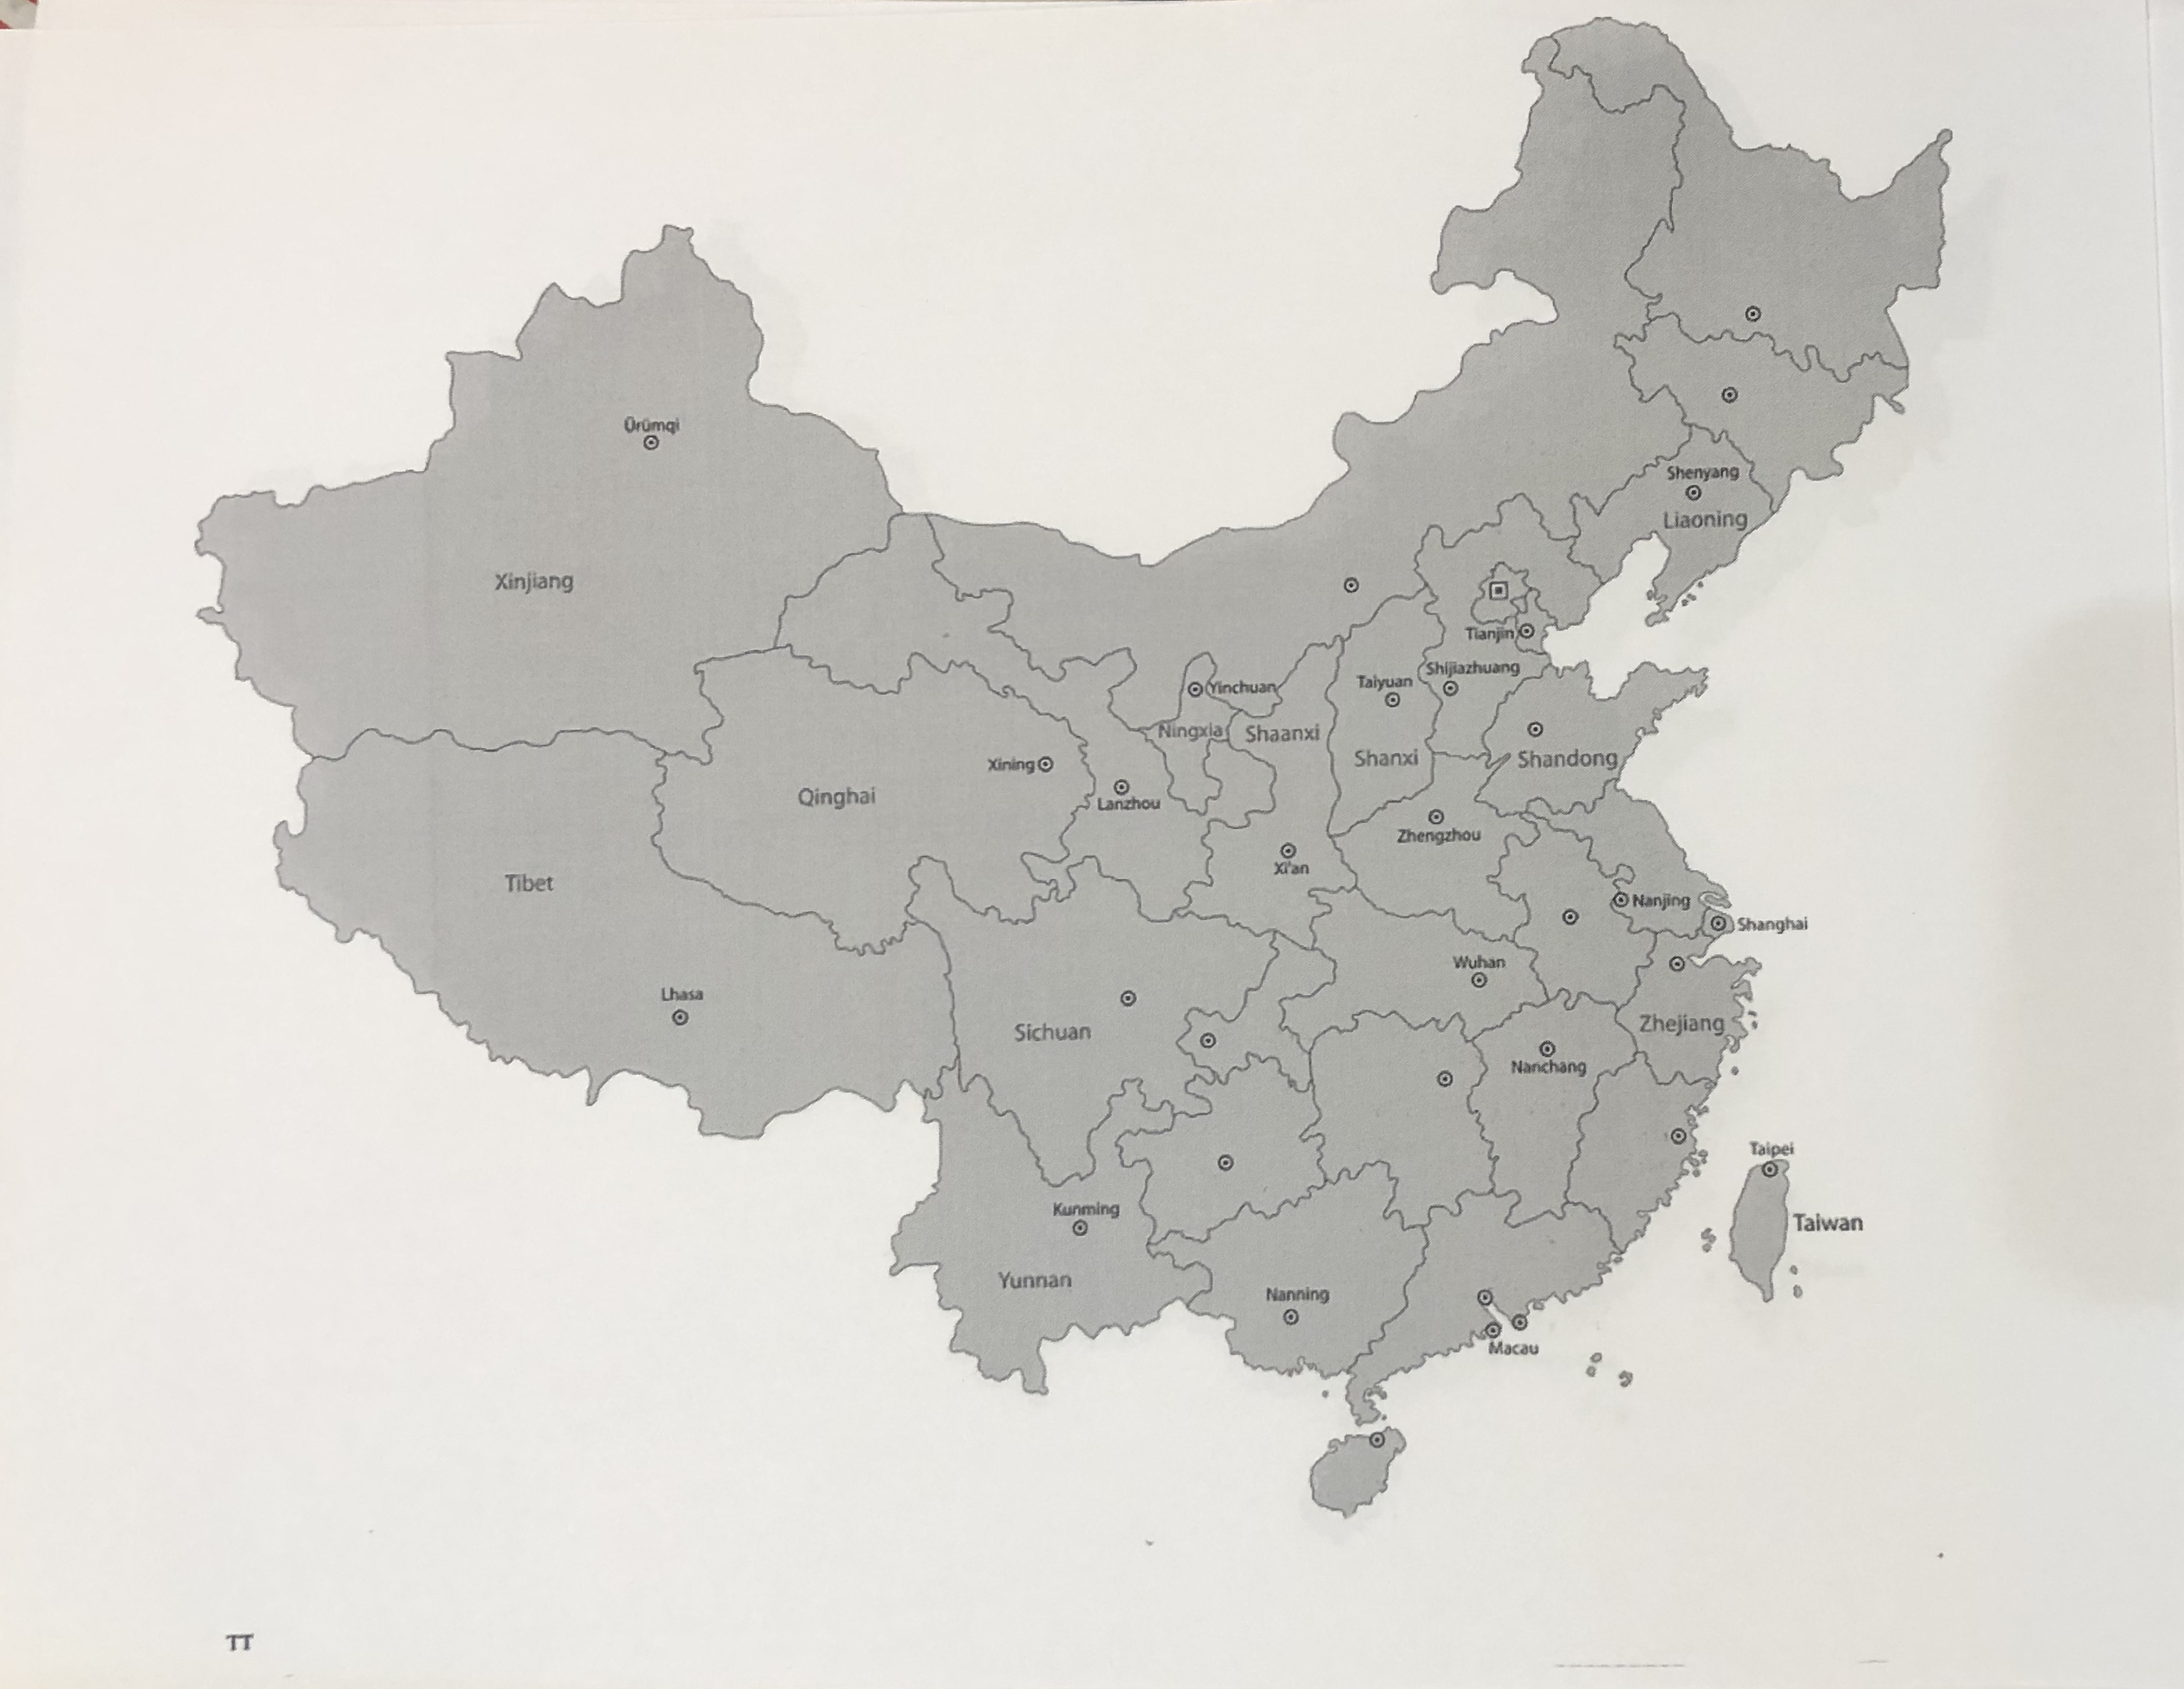 Ürümqi
Shenyang
Liaoning
Xinjiang
Tianjin
Shijiazhuang
Taiyuan
Yinchuan
Ningxia
Shaanxi
Shanxi
Shandong
Xining
Qinghai
Lanzhou
Zhengzhou
Xi'an
Tibet
Nanjing
Shanghai
Wuhan
Lhasa
Sichuan
Zhejiang
Nanchang
Taipei
Kunming
Taiwan
Yunnan
Nanning
Macau
TT